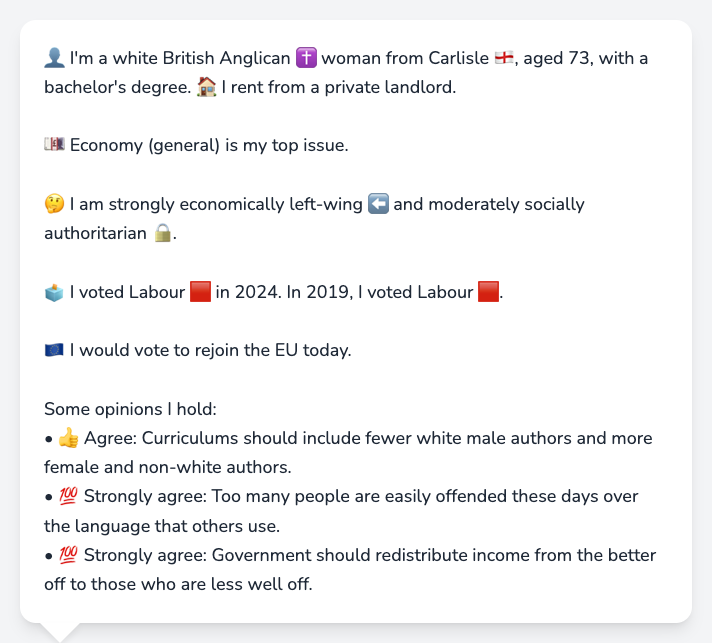 👤 I'm a white British Anglican ✝️ woman from Carlisle 🏴󠁧󠁢󠁥󠁮󠁧󠁿, aged 73, with a
bachelor's degree. 🏠 I rent from a private landlord.
💷 Economy (general) is my top issue.
🤔 I am strongly economically left-wing ⬅️ and moderately socially
authoritarian 🔒.
🗳️ I voted Labour 🟥 in 2024. In 2019, I voted Labour 🟥.
🇪🇺 I would vote to rejoin the EU today.
Some opinions I hold:
• 👍 Agree: Curriculums should include fewer white male authors and more
female and non-white authors.
• 💯 Strongly agree: Too many people are easily offended these days over
the language that others use.
• 💯 Strongly agree: Government should redistribute income from the better
off to those who are less well off.